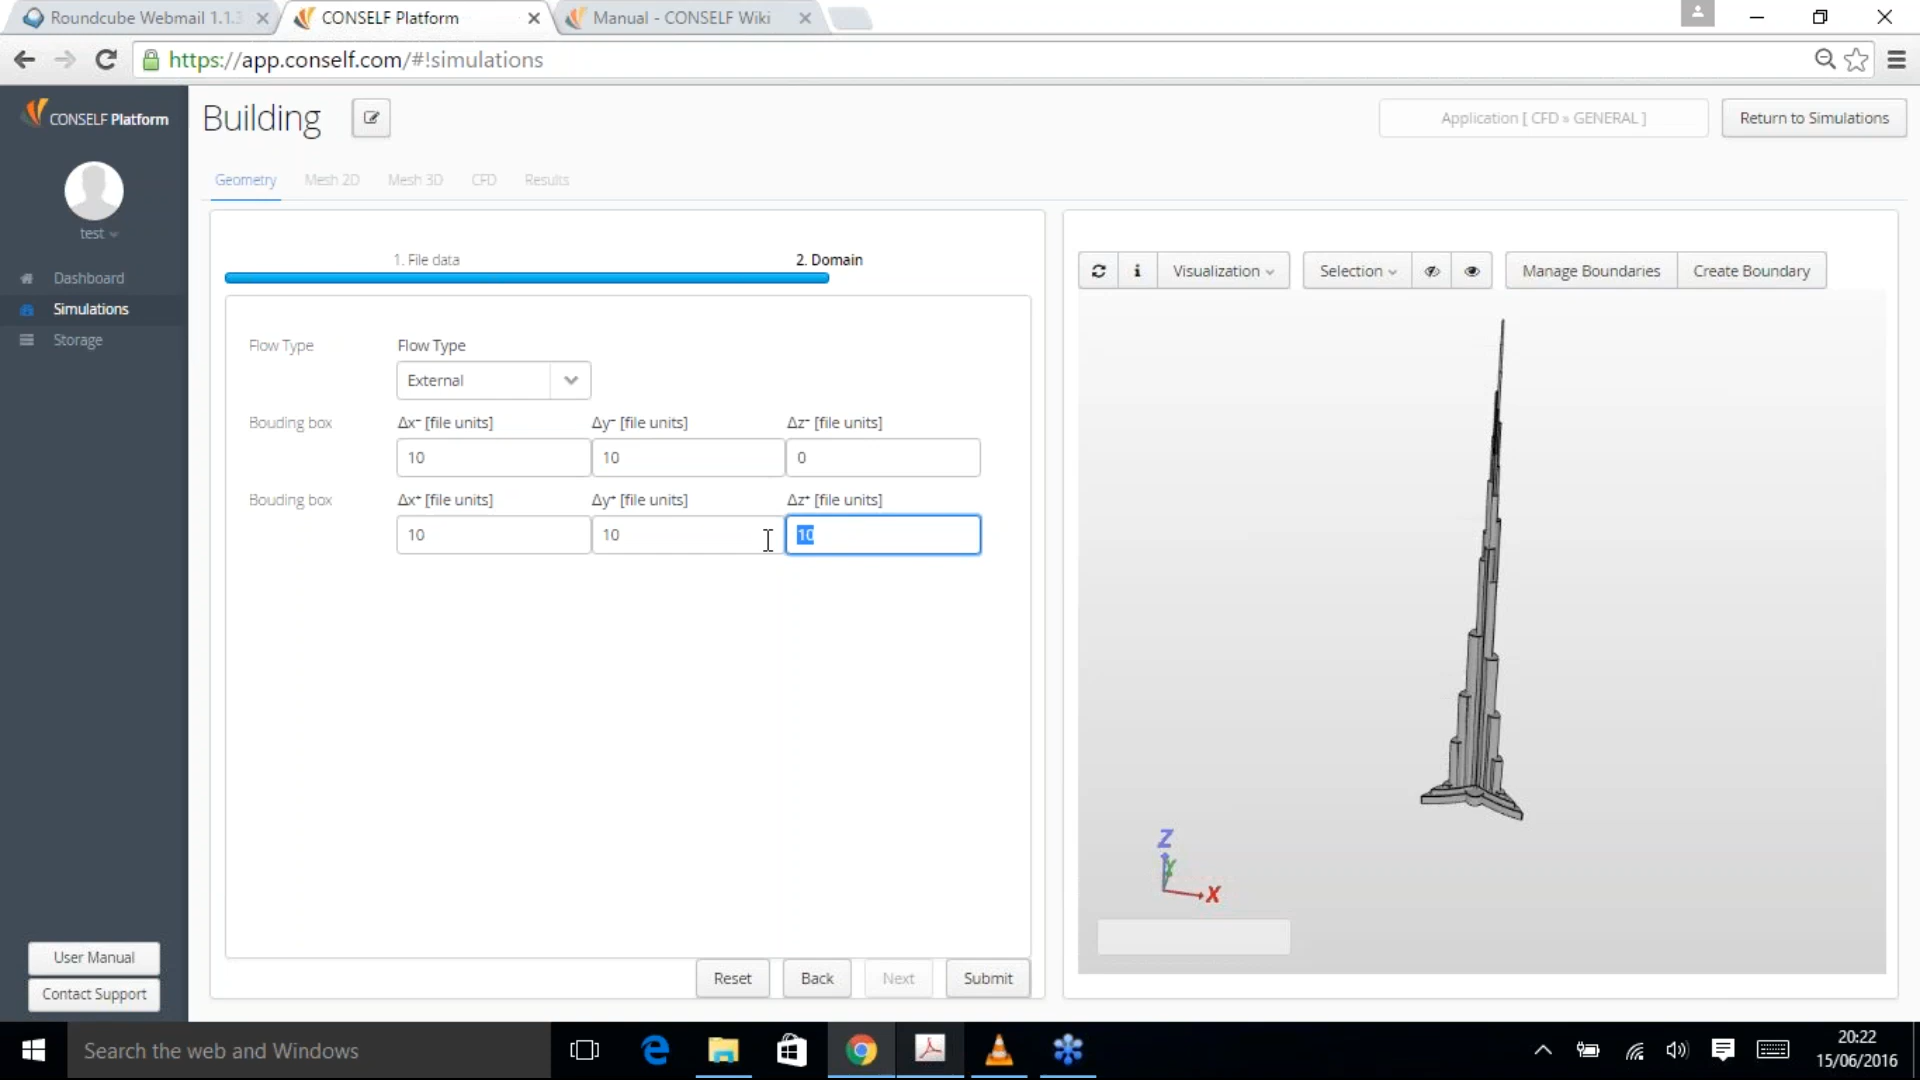 Roundcube Webmail 1.1.3
CONSELF Platform
Manual - CONSELF Wiki
https://app.conself.com/#!simulations
CONSELF Platform
Building
Application [ CFD » GENERAL ]
Return to Simulations
test
Dashboard
Simulations
Storage
Geometry
Mesh 2D
Mesh 3D
CFD
Results
1. File data
2. Domain
Flow Type
Flow Type
External
Bouding box
Δx⁻ [file units]
Δy⁻ [file units]
Δz⁻ [file units]
10
10
0
Bouding box
Δx⁺ [file units]
Δy⁺ [file units]
Δz⁺ [file units]
10
10
10
Visualization
Selection
Manage Boundaries
Create Boundary
Z
Y
X
User Manual
Contact Support
Reset
Back
Next
Submit
Search the web and Windows
20:22
15/06/2016